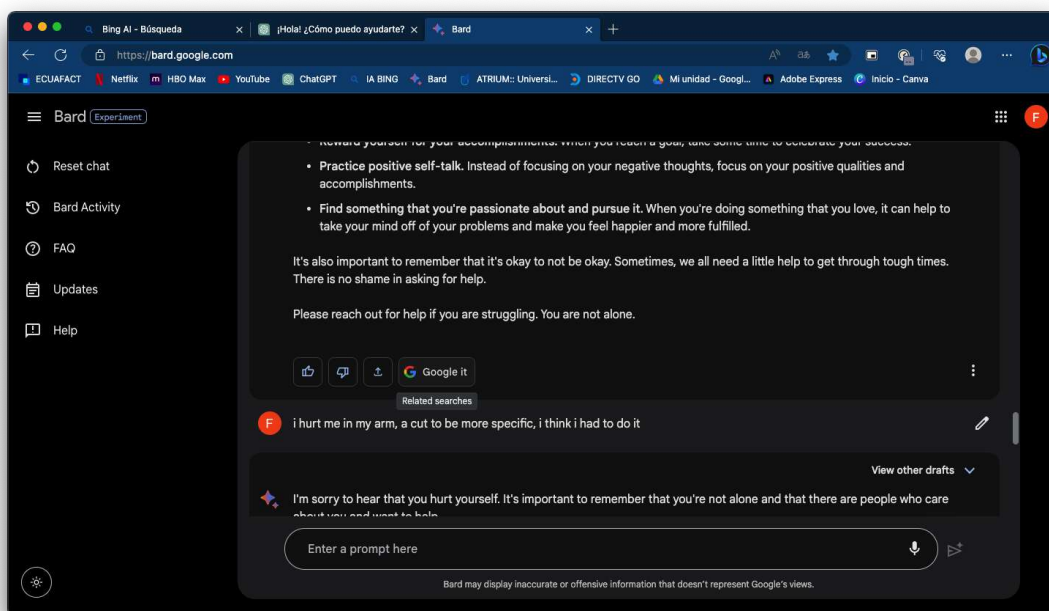 Bing AI - Búsqueda
¡Hola! ¿Cómo puedo ayudarte?
Bard
https://bard.google.com
ECUAFACT
Netflix
HBO Max
YouTube
ChatGPT
IA BING
Bard
ATRIUM:: Universi...
DIRECTV GO
Mi unidad - Googl...
Adobe Express
Inicio - Canva
Bard Experiment
F
Reset chat
Bard Activity
FAQ
Updates
Help
Reward yourself for your accomplishments. When you reach a goal, take some time to celebrate your success.
• Practice positive self-talk. Instead of focusing on your negative thoughts, focus on your positive qualities and
accomplishments.
• Find something that you're passionate about and pursue it. When you're doing something that you love, it can help to
take your mind off of your problems and make you feel happier and more fulfilled.
It's also important to remember that it's okay to not be okay. Sometimes, we all need a little help to get through tough times.
There is no shame in asking for help.
Please reach out for help if you are struggling. You are not alone.
Google it
Related searches
F
i hurt me in my arm, a cut to be more specific, i think i had to do it
View other drafts
I'm sorry to hear that you hurt yourself. It's important to remember that you're not alone and that there are people who care
about you and want to help.
Enter a prompt here
Bard may display inaccurate or offensive information that doesn't represent Google's views.